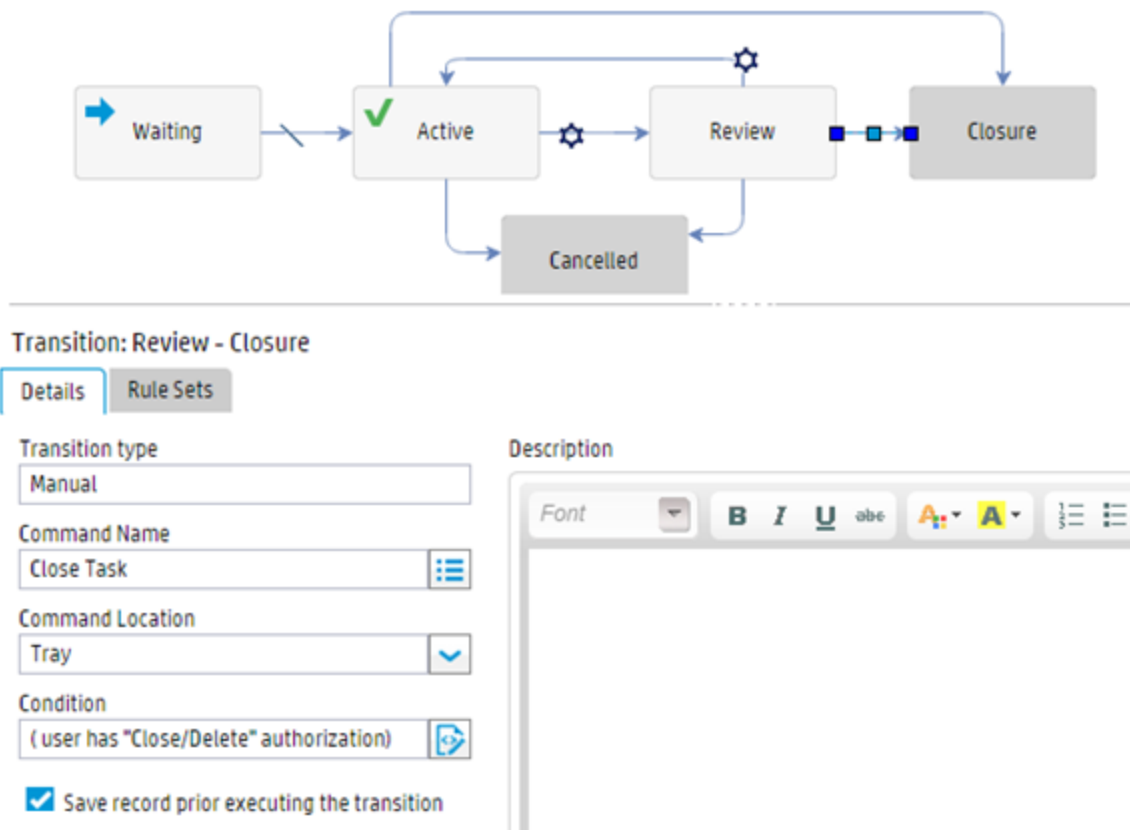 Waiting
Active
Review
Closure
Cancelled
Transition: Review - Closure
Details
Rule Sets
Transition type
Manual
Command Name
Close Task
Command Location
Tray
Condition
( user has "Close/Delete" authorization)
Save record prior executing the transition
Description
Font
B I U abc
A A